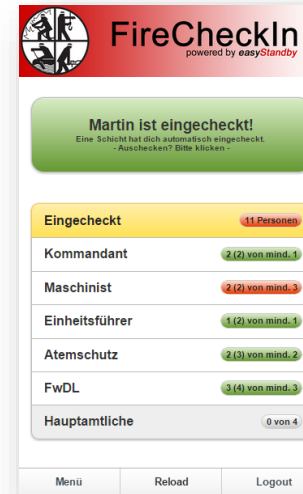 FireCheckIn
powered by easyStandby
Martin ist eingecheckt!
Eine Schicht hat dich automatisch eingecheckt.
- Auschecken? Bitte klicken -
Eingecheckt 11 Personen
Kommandant 2 (2) von mind. 1
Maschinist 2 (2) von mind. 3
Einheitsführer 1 (2) von mind. 1
Atemschutz 2 (3) von mind. 2
FwDL 3 (4) von mind. 3
Hauptamtliche 0 von 4
Menü Reload Logout